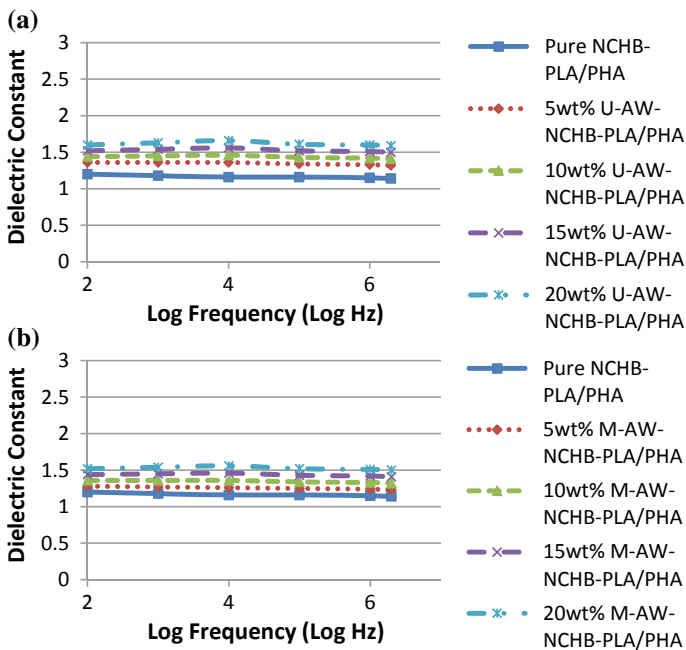 (a)
3
2.5
2
1.5
1
0.5
0
Dielectric Constant
2
4
6
Log Frequency (Log Hz)
Pure NCHB-
PLA/PHA
5wt% U-AW-
NCHB-PLA/PHA
10wt% U-AW-
NCHB-PLA/PHA
15wt% U-AW-
NCHB-PLA/PHA
20wt% U-AW-
NCHB-PLA/PHA
(b)
3
2.5
2
1.5
1
0.5
0
Dielectric Constant
2
4
6
Log Frequency (Log Hz)
Pure NCHB-
PLA/PHA
5wt% M-AW-
NCHB-PLA/PHA
10wt% M-AW-
NCHB-PLA/PHA
15wt% M-AW-
NCHB-PLA/PHA
20wt% M-AW-
NCHB-PLA/PHA